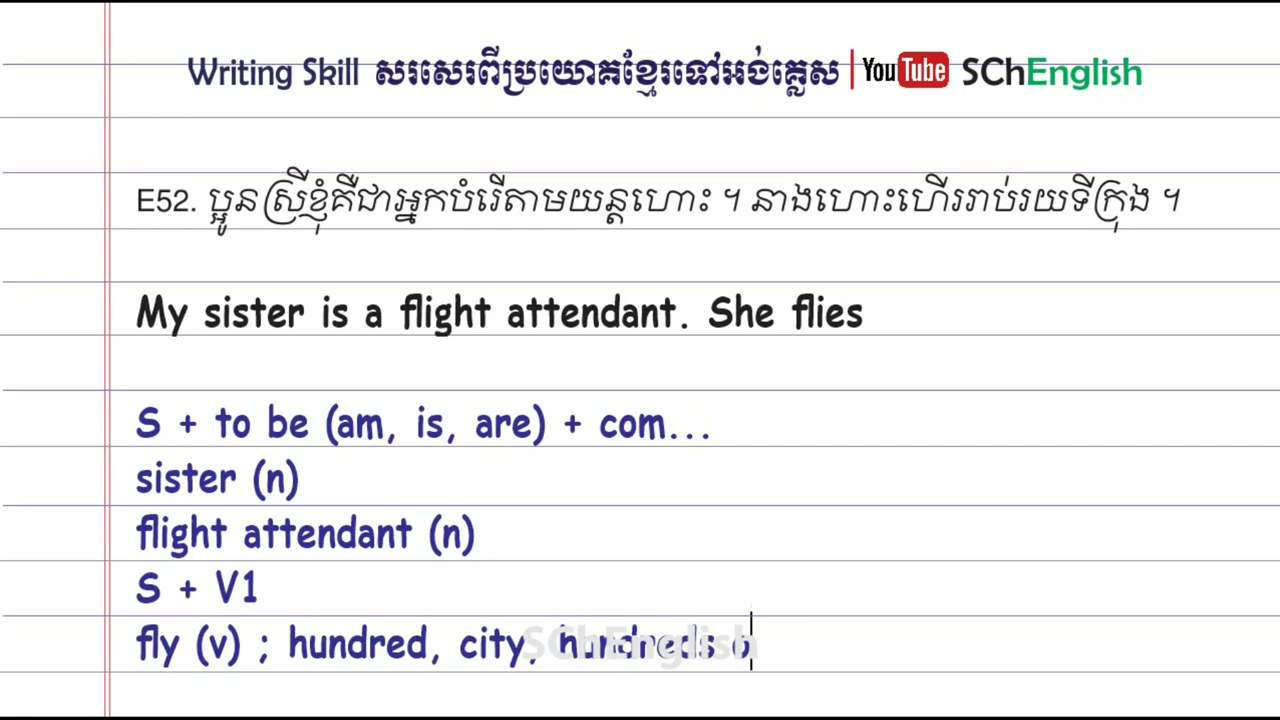 Writing Skill សរសេរពីប្រយោគខ្មែរទៅអង់គ្លេស | YouTube SChEnglish
E52. ប្អូនស្រីខ្ញុំគឺជាអ្នកបំរើតាមយន្តហោះ ។ នាងហោះហើររាប់រយទីក្រុង ។
My sister is a flight attendant. She flies
S + to be (am, is, are) + com...
sister (n)
flight attendant (n)
S + V1
fly (v) ; hundred, city, hundreds o
SChEnglish